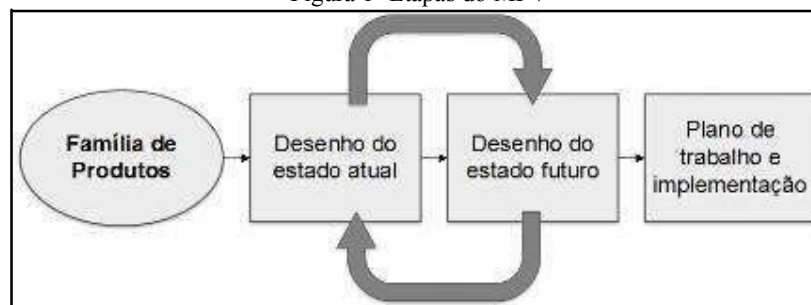 Família de
Produtos
Desenho do
estado atual
Desenho do
estado futuro
Plano de
trabalho e
implementação